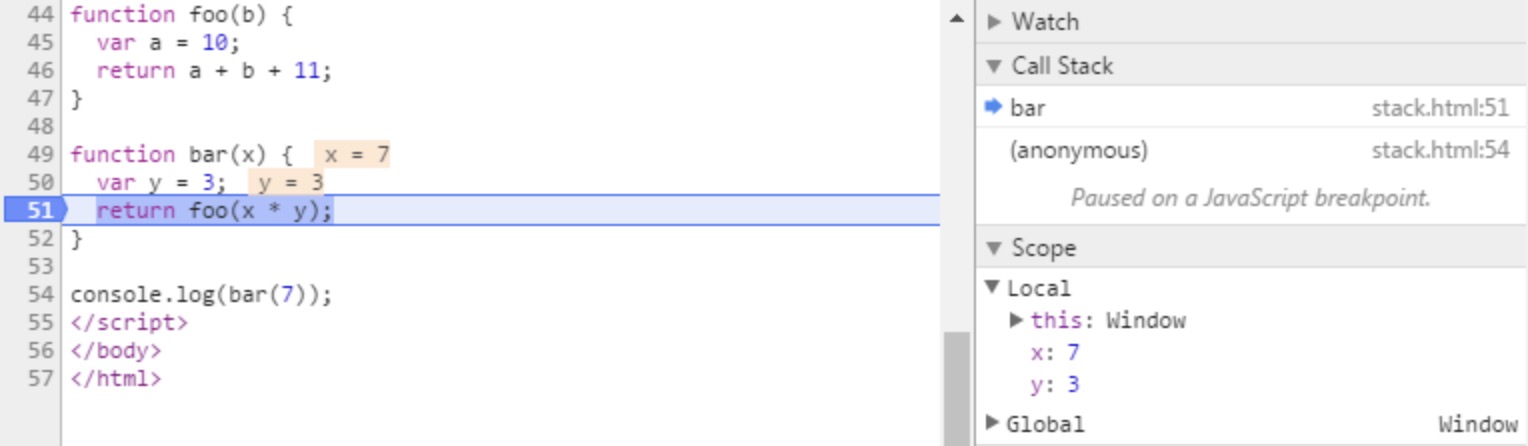 44 function foo(b) {
45   var a = 10;
46   return a + b + 11;
47 }
48
49 function bar(x) {  x = 7
50   var y = 3;  y = 3
51   return foo(x * y);
52 }
53
54 console.log(bar(7));
55 </script>
56 </body>
57 </html>
Watch
Call Stack
bar stack.html:51
(anonymous) stack.html:54
Paused on a JavaScript breakpoint.
Scope
Local
this: Window
x: 7
y: 3
Global Window